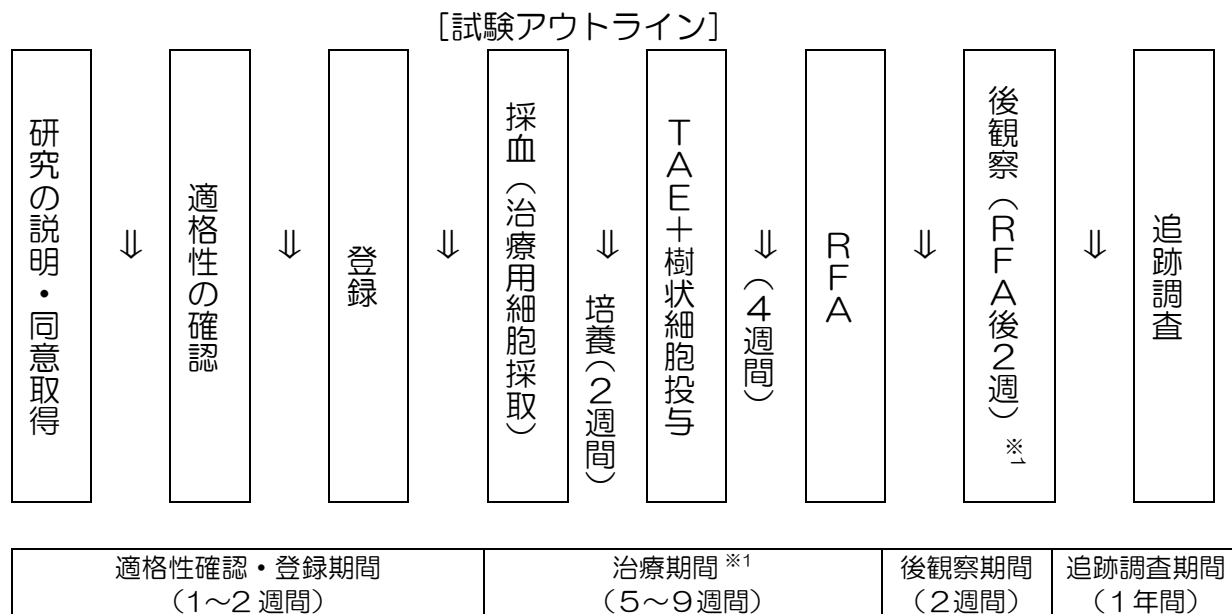 [試験アウトライン]
研究の説明・同意取得
⇓
適格性の確認
⇓
登録
⇓
採血（治療用細胞採取）
⇓
培養（２週間）
ＴＡＥ＋樹状細胞投与
⇓
（４週間）
ＲＦＡ
⇓
後観察（ＲＦＡ後２週）※1
⇓
追跡調査
適格性確認・登録期間
（1～2 週間）
治療期間 ※1
（５～９週間）
後観察期間
（２週間）
追跡調査期間
（１年間）